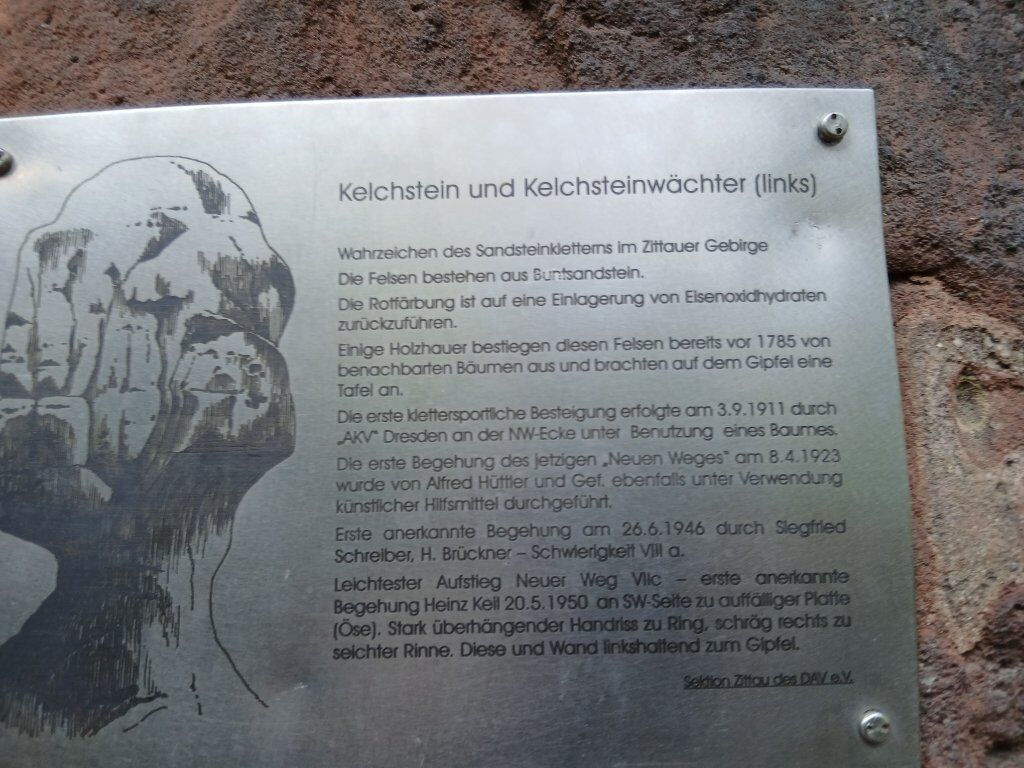 Kelchstein und Kelchsteinwächter (links)
Wahrzeichen des Sandsteinkletterns im Zittauer Gebirge
Die Felsen bestehen aus Buntsandstein.
Die Rotfärbung ist auf eine Einlagerung von Eisenoxidhydraten
zurückzuführen.
Einige Holzhauer bestiegen diesen Felsen bereits vor 1785 von
benachbarten Bäumen aus und brachten auf dem Gipfel eine
Tafel an.
Die erste klettersportliche Besteigung erfolgte am 3.9.1911 durch
„AKV“ Dresden an der NW-Ecke unter Benutzung eines Baumes.
Die erste Begehung des jetzigen „Neuen Weges“ am 8.4.1923
wurde von Alfred Hüttler und Gef. ebenfalls unter Verwendung
künstlicher Hilfsmittel durchgeführt.
Erste anerkannte Begehung am 26.6.1946 durch Siegfried
Schreiber, H. Brückner – Schwierigkeit VIII a.
Leichtester Aufstieg Neuer Weg VIIc – erste anerkannte
Begehung Heinz Keil 20.5.1950 an SW-Seite zu auffälliger Platte
(Öse). Stark überhängender Handriss zu Ring, schräg rechts zu
seichter Rinne. Diese und Wand linkshaltend zum Gipfel.
Sektion Zittau des DAV e.V.